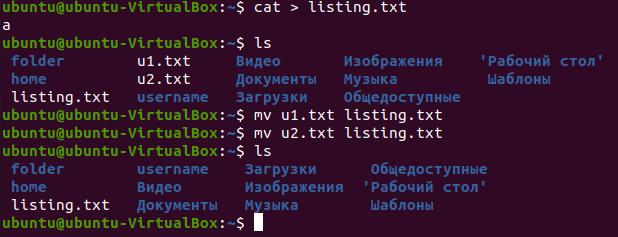 ubuntu@ubuntu-VirtualBox:~$ cat > listing.txt
a
ubuntu@ubuntu-VirtualBox:~$ ls
folder u1.txt Видео Изображения 'Рабочий стол'
home u2.txt Документы Музыка Шаблоны
listing.txt username Загрузки Общедоступные
ubuntu@ubuntu-VirtualBox:~$ mv u1.txt listing.txt
ubuntu@ubuntu-VirtualBox:~$ mv u2.txt listing.txt
ubuntu@ubuntu-VirtualBox:~$ ls
folder username Загрузки Общедоступные
home Видео Изображения 'Рабочий стол'
listing.txt Документы Музыка Шаблоны
ubuntu@ubuntu-VirtualBox:~$